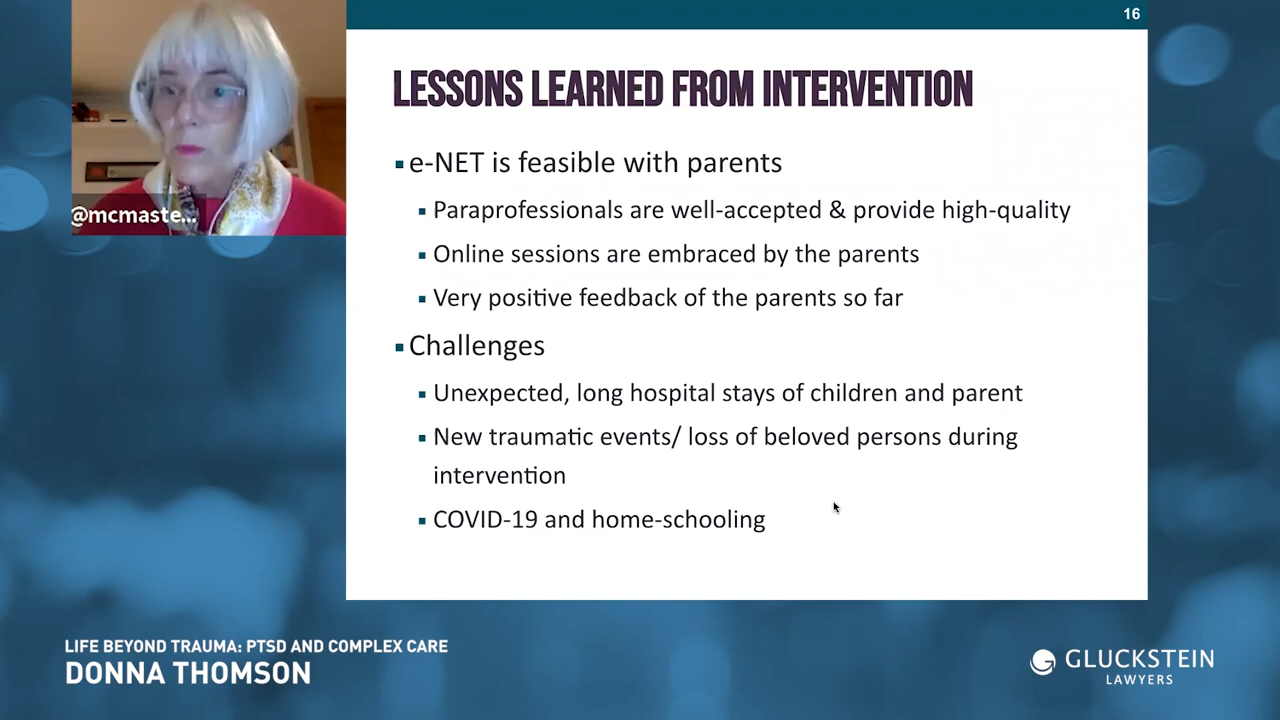 16
LESSONS LEARNED FROM INTERVENTION
e-NET is feasible with parents
Paraprofessionals are well-accepted & provide high-quality
Online sessions are embraced by the parents
Very positive feedback of the parents so far
Challenges
Unexpected, long hospital stays of children and parent
New traumatic events/ loss of beloved persons during
intervention
COVID-19 and home-schooling
@mcmaste...
LIFE BEYOND TRAUMA: PTSD AND COMPLEX CARE
DONNA THOMSON
GLUCKSTEIN
LAWYERS